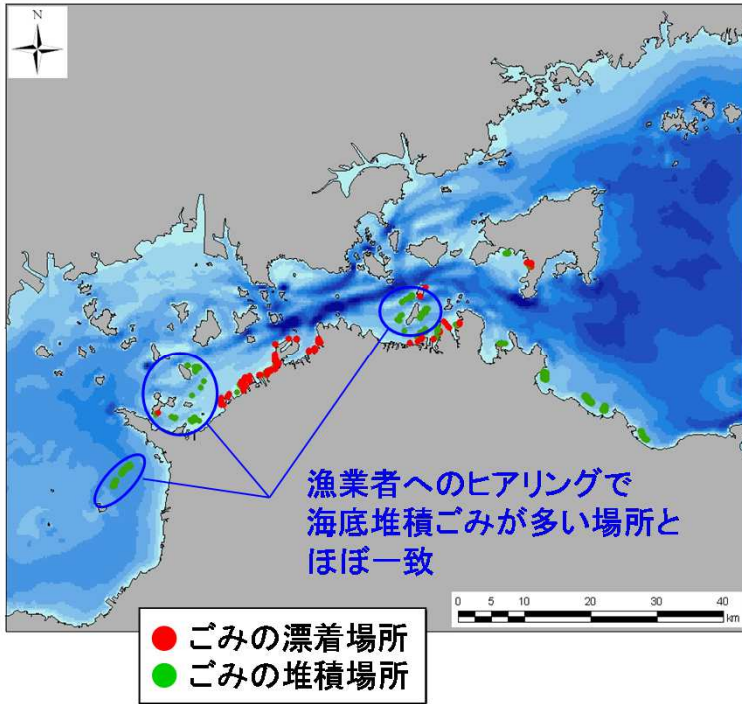 N
漁業者へのヒアリングで
海底堆積ごみが多い場所と
ほぼ一致
0 5 10 20 30 40
km
ごみの漂着場所
ごみの堆積場所